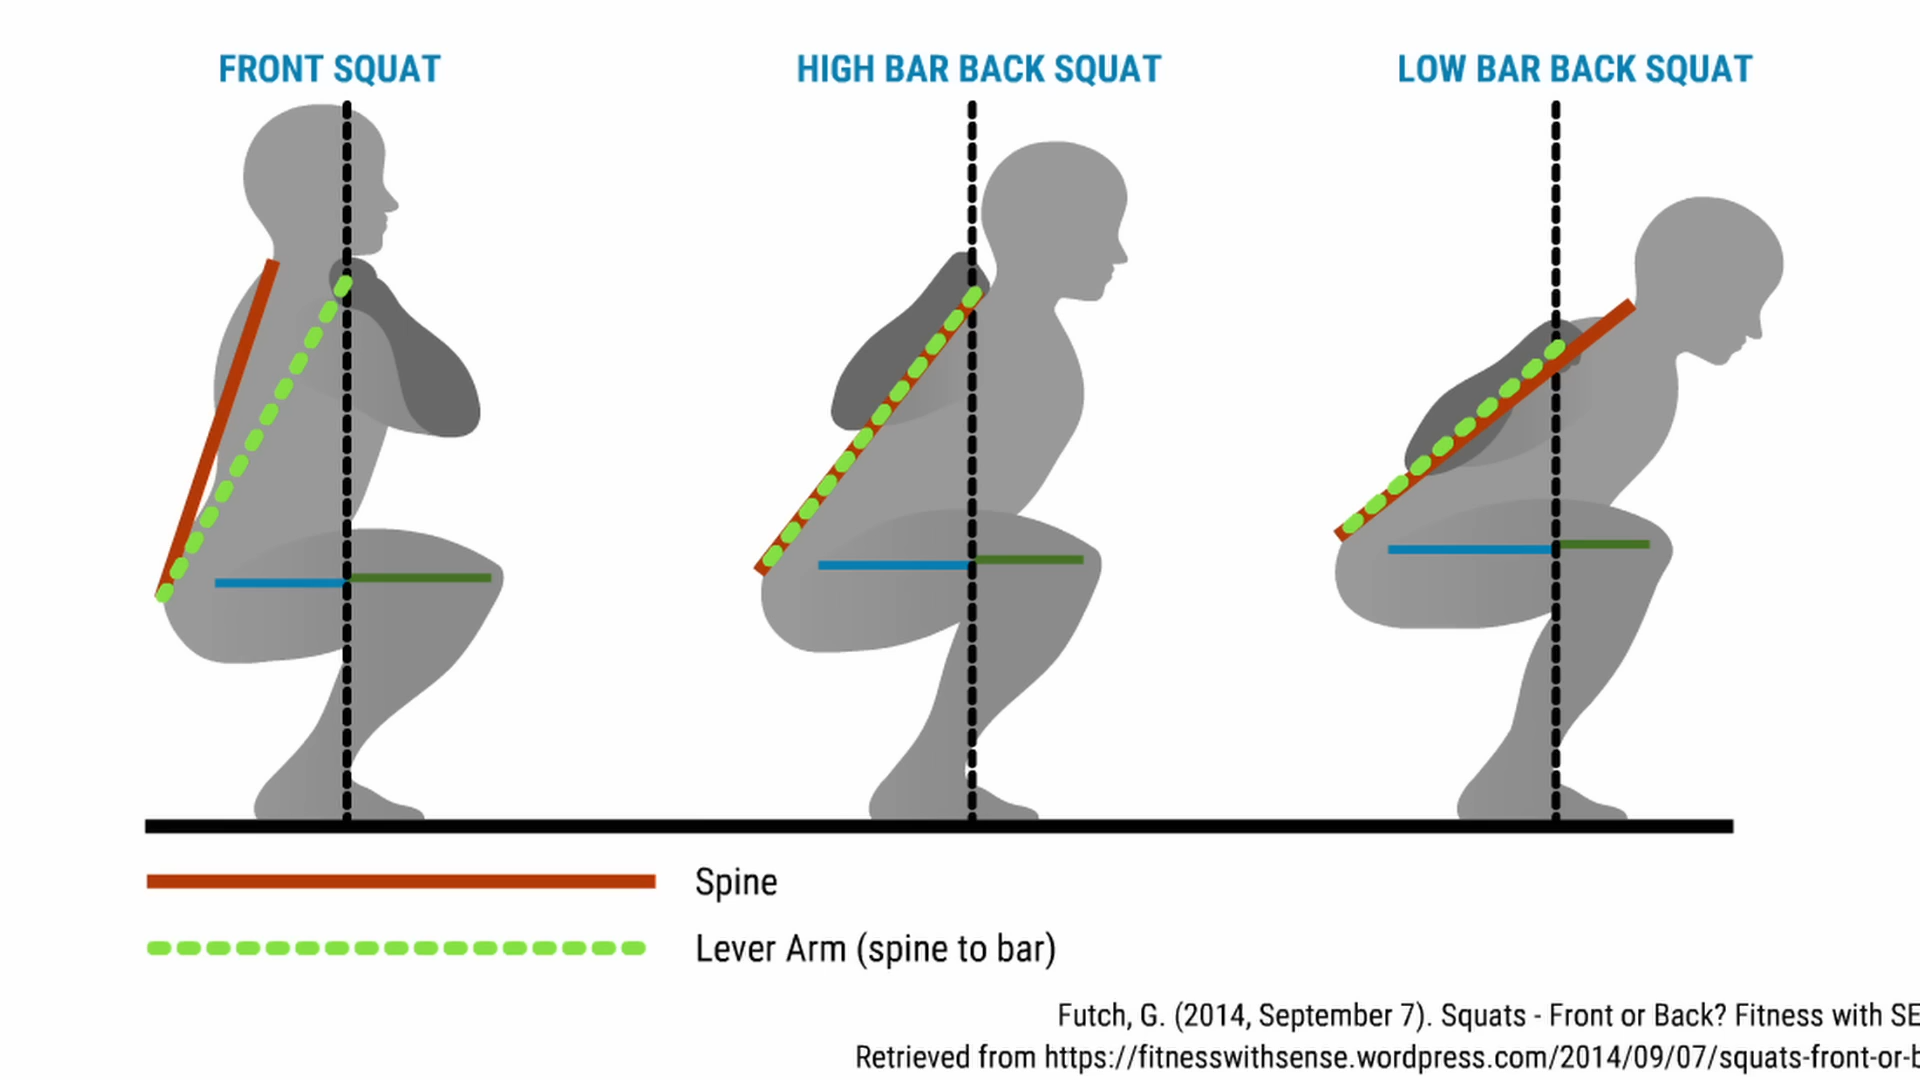 FRONT SQUAT
HIGH BAR BACK SQUAT
LOW BAR BACK SQUAT
Spine
Lever Arm (spine to bar)
Futch, G. (2014, September 7). Squats - Front or Back? Fitness with SE
Retrieved from https://fitnesswithsense.wordpress.com/2014/09/07/squats-front-or-b